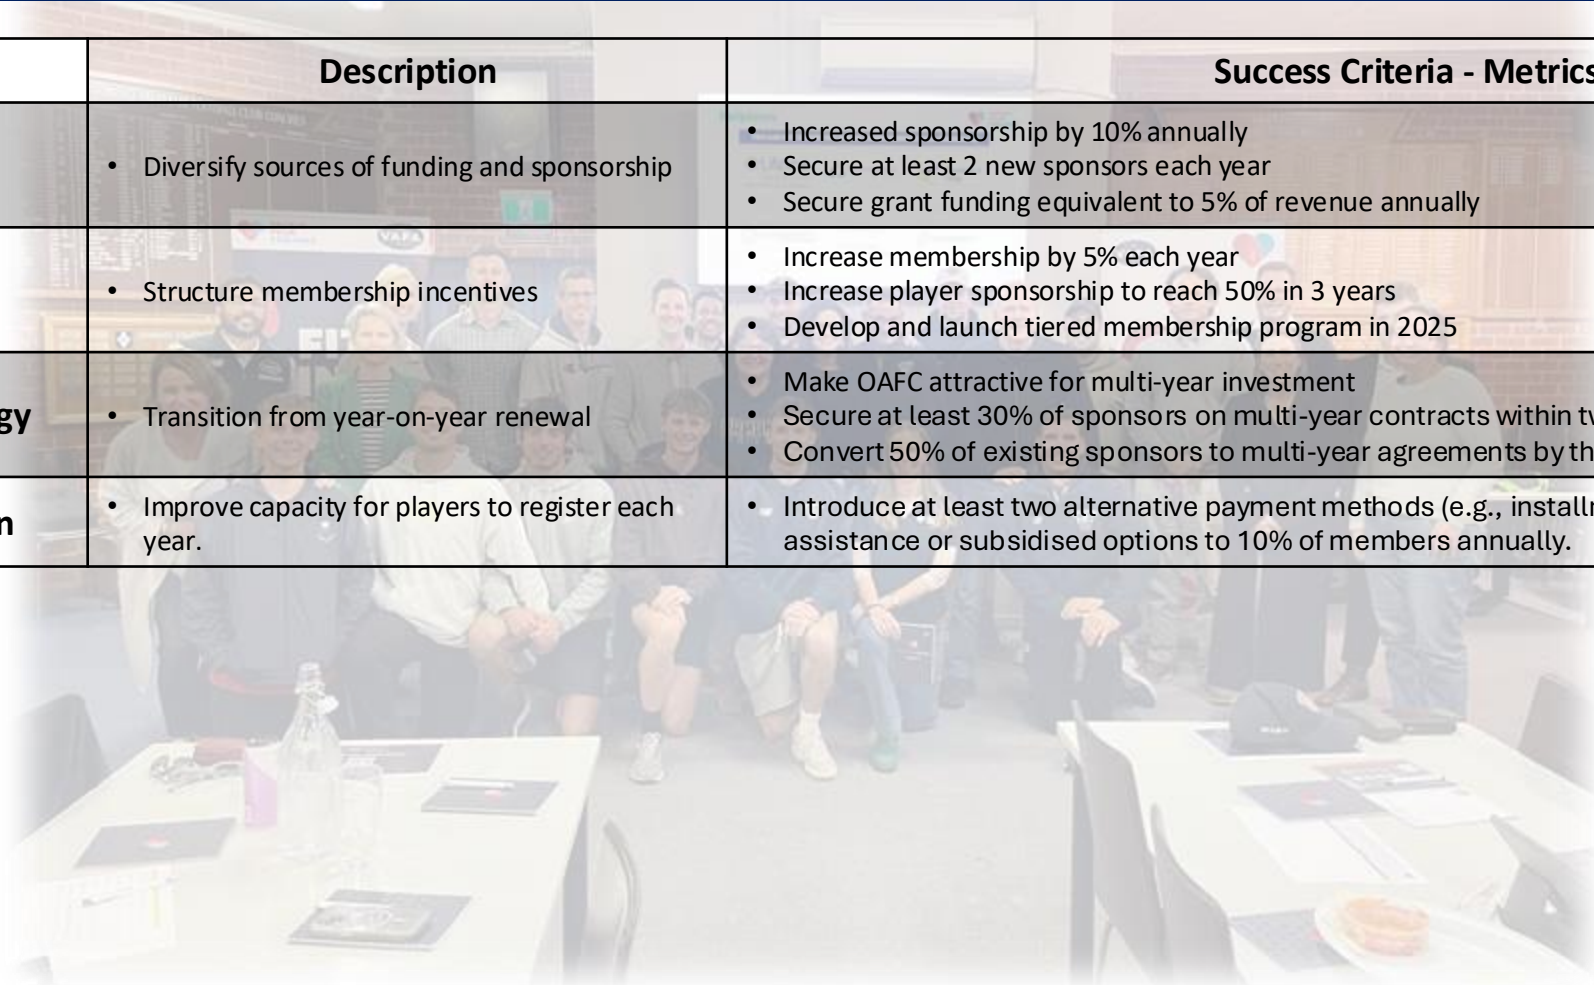 Description
Success Criteria - Metrics
• Diversify sources of funding and sponsorship
• Increased sponsorship by 10% annually
• Secure at least 2 new sponsors each year
• Secure grant funding equivalent to 5% of revenue annually
• Structure membership incentives
• Increase membership by 5% each year
• Increase player sponsorship to reach 50% in 3 years
• Develop and launch tiered membership program in 2025
gy
• Transition from year-on-year renewal
• Make OAFC attractive for multi-year investment
• Secure at least 30% of sponsors on multi-year contracts within tw
• Convert 50% of existing sponsors to multi-year agreements by th
n
• Improve capacity for players to register each
year.
• Introduce at least two alternative payment methods (e.g., installm
assistance or subsidised options to 10% of members annually.
VAFA